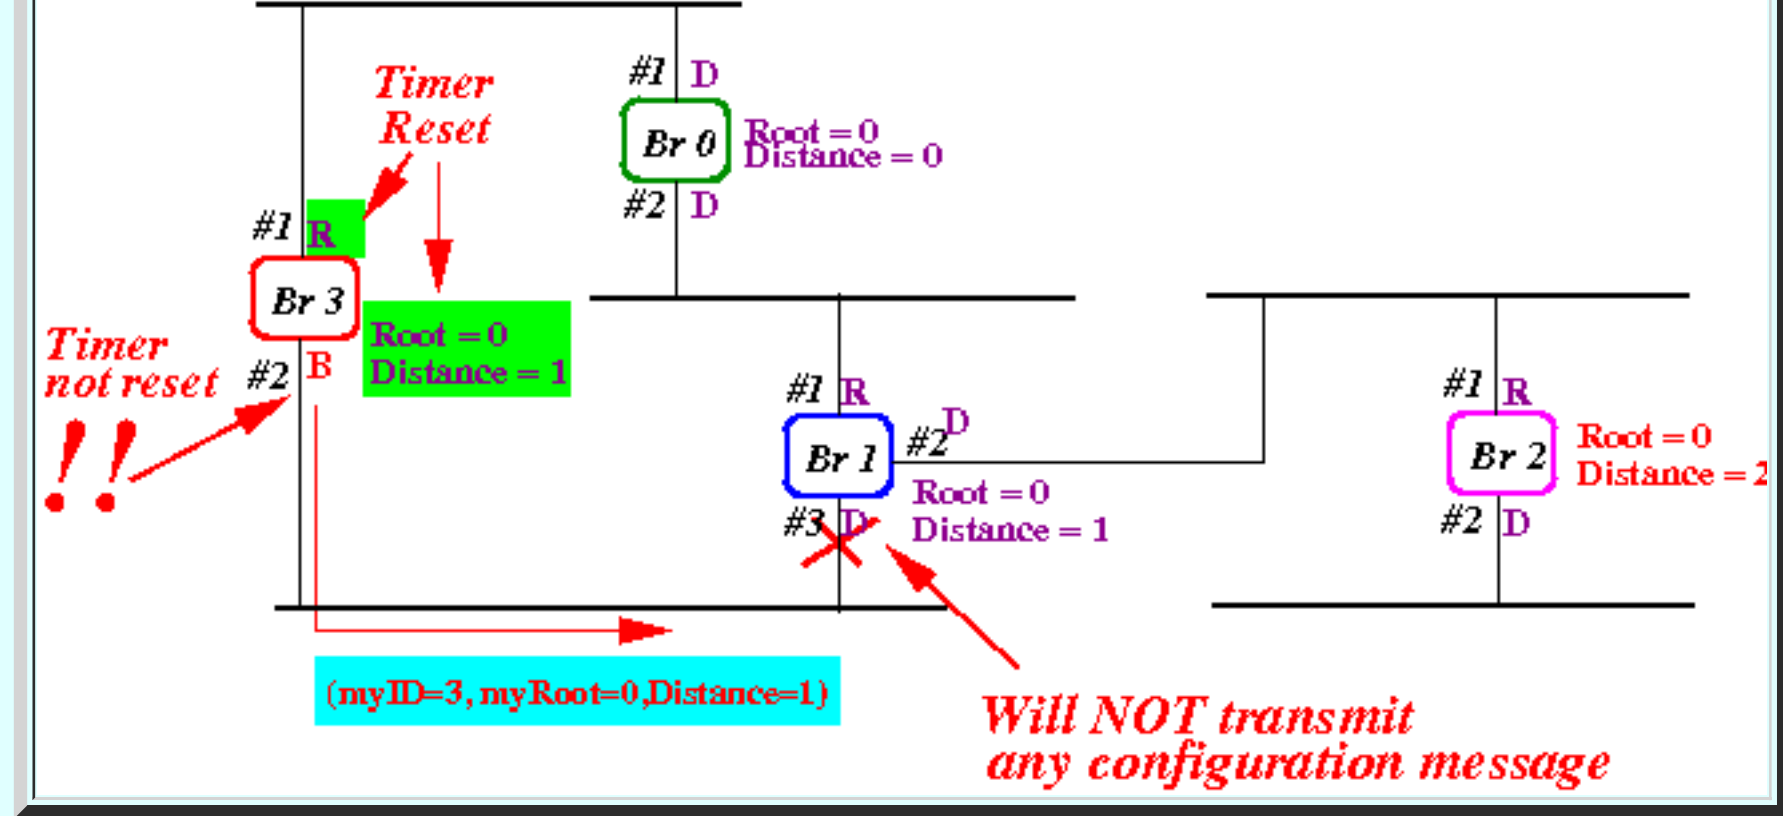 #1 D
Timer
Reset
Br 0
Root = 0
Distance = 0
#2 D
#1 R
Br 3
Root = 0
Distance = 1
Timer
not reset
#2 B
!!
#1 R
#2 D
Br 1
Root = 0
Distance = 1
#3 D
#1 R
Br 2
Root = 0
Distance = 2
#2 D
(myID=3, myRoot=0,Distance=1)
Will NOT transmit
any configuration message